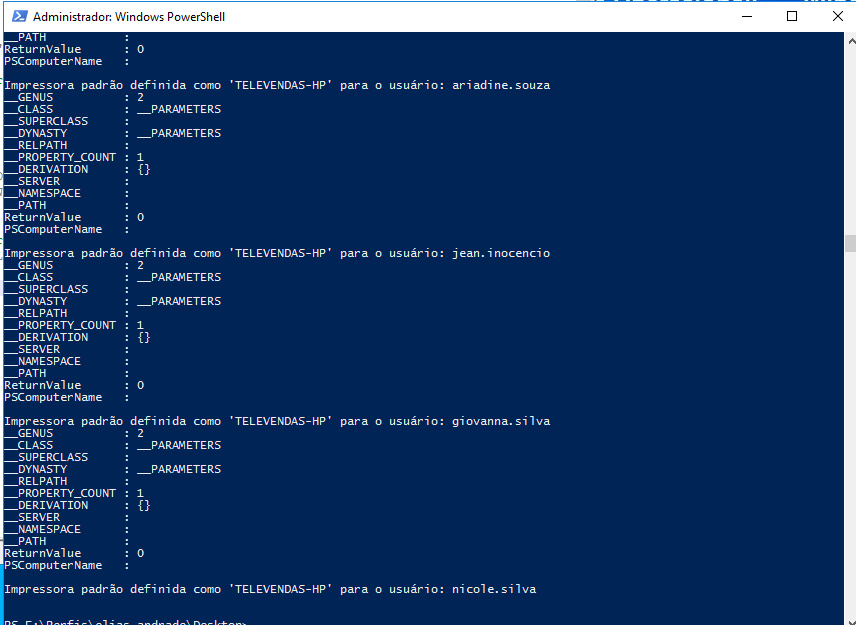 Administrador: Windows PowerShell
__PATH :
ReturnValue : 0
PSComputerName :
Impressora padrão definida como 'TELEVENDAS-HP' para o usuário: ariadine.souza
__GENUS : 2
__CLASS : __PARAMETERS
__SUPERCLASS :
__DYNASTY : __PARAMETERS
__RELPATH :
__PROPERTY_COUNT : 1
__DERIVATION : {}
__SERVER :
__NAMESPACE :
__PATH :
ReturnValue : 0
PSComputerName :
Impressora padrão definida como 'TELEVENDAS-HP' para o usuário: jean.inocencio
__GENUS : 2
__CLASS : __PARAMETERS
__SUPERCLASS :
__DYNASTY : __PARAMETERS
__RELPATH :
__PROPERTY_COUNT : 1
__DERIVATION : {}
__SERVER :
__NAMESPACE :
__PATH :
ReturnValue : 0
PSComputerName :
Impressora padrão definida como 'TELEVENDAS-HP' para o usuário: giovanna.silva
__GENUS : 2
__CLASS : __PARAMETERS
__SUPERCLASS :
__DYNASTY : __PARAMETERS
__RELPATH :
__PROPERTY_COUNT : 1
__DERIVATION : {}
__SERVER :
__NAMESPACE :
__PATH :
ReturnValue : 0
PSComputerName :
Impressora padrão definida como 'TELEVENDAS-HP' para o usuário: nicole.silva
PS E:\Perfis\elias.andrade\Desktop>